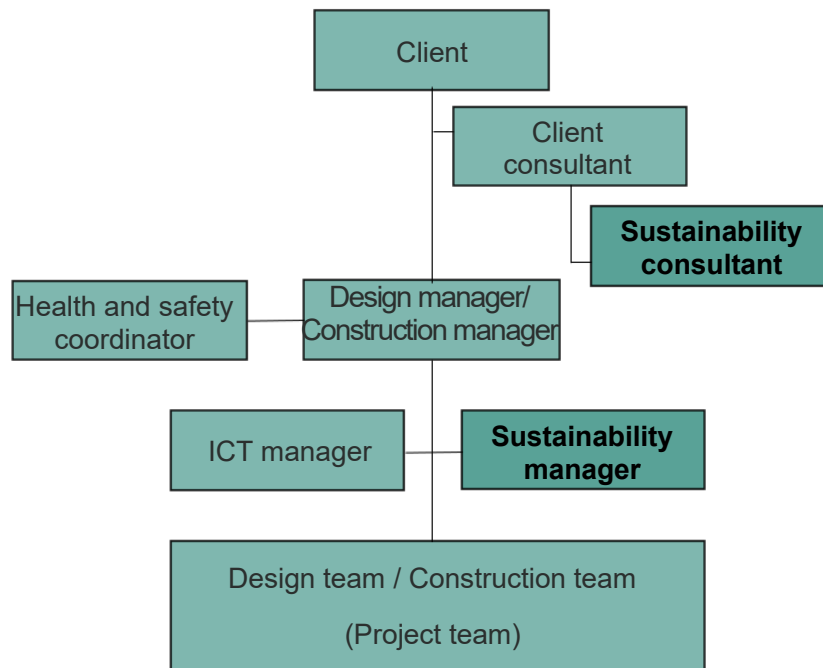 Client
Client
consultant
Sustainability
consultant
Health and safety
coordinator
Design manager/
Construction manager
ICT manager
Sustainability
manager
Design team / Construction team
(Project team)